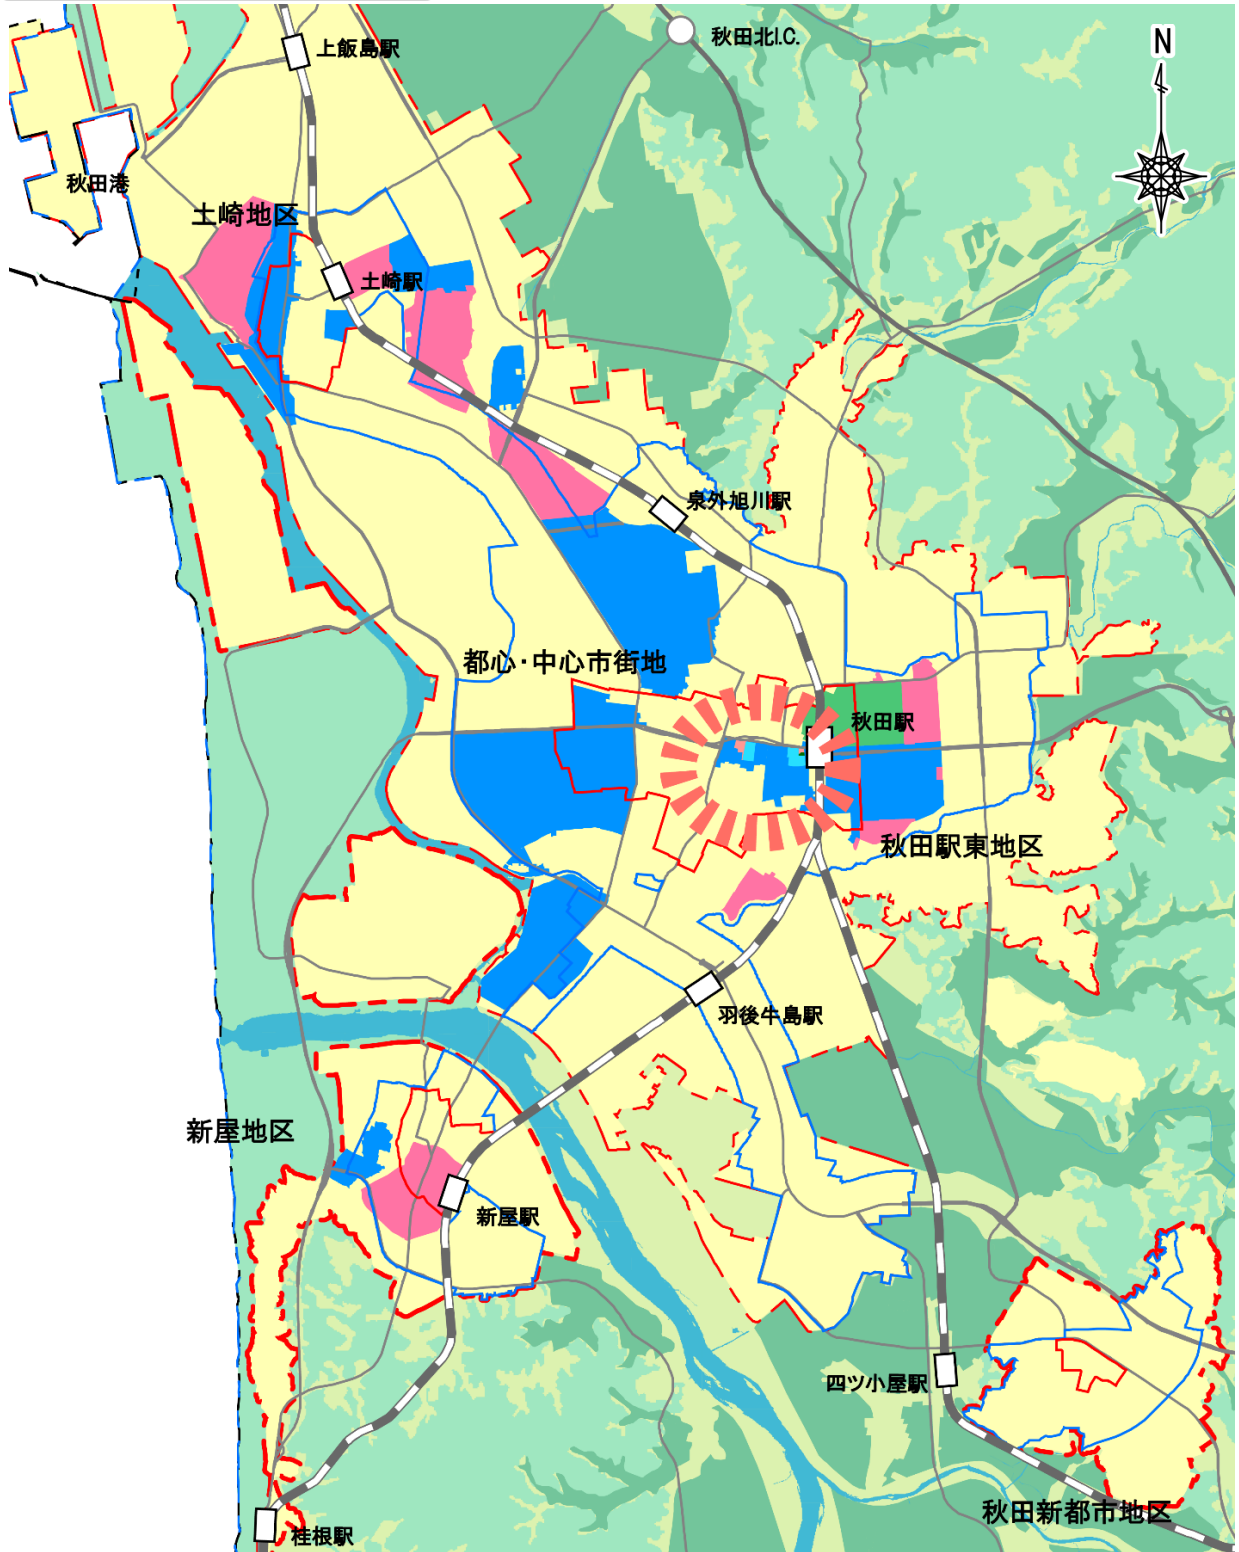 上飯島駅
秋田北I.C.
N
秋田港
土崎地区
土崎駅
泉外旭川駅
都心・中心市街地
秋田駅
秋田駅東地区
羽後牛島駅
新屋地区
新屋駅
四ツ小屋駅
秋田新都市地区
桂根駅